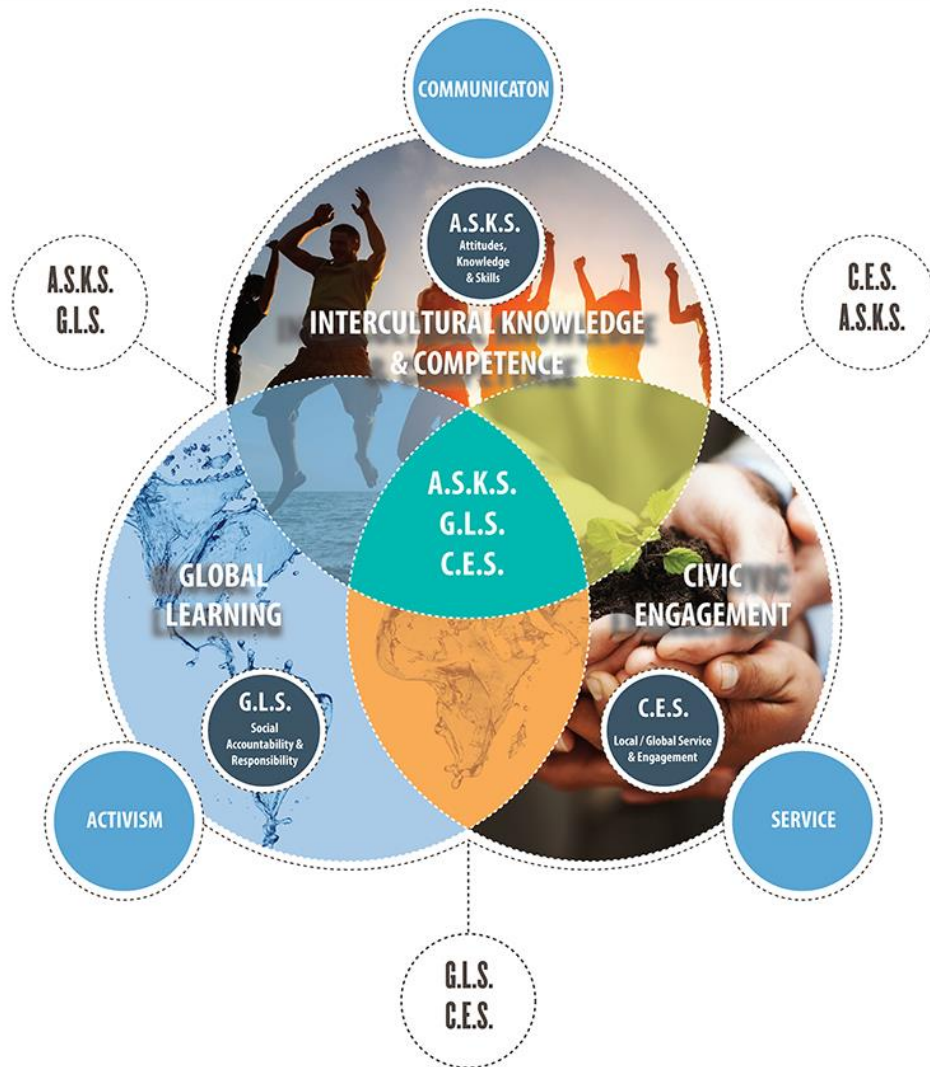 COMMUNICATON
A.S.K.S.
Attitudes,
Knowledge
& Skills
A.S.K.S.
G.L.S.
C.E.S.
A.S.K.S.
INTERCULTURAL KNOWLEDGE
& COMPETENCE
A.S.K.S.
G.L.S.
C.E.S.
GLOBAL
LEARNING
CIVIC
ENGAGEMENT
G.L.S.
Social
Accountability &
Responsibility
C.E.S.
Local / Global Service
& Engagement
ACTIVISM
SERVICE
G.L.S.
C.E.S.